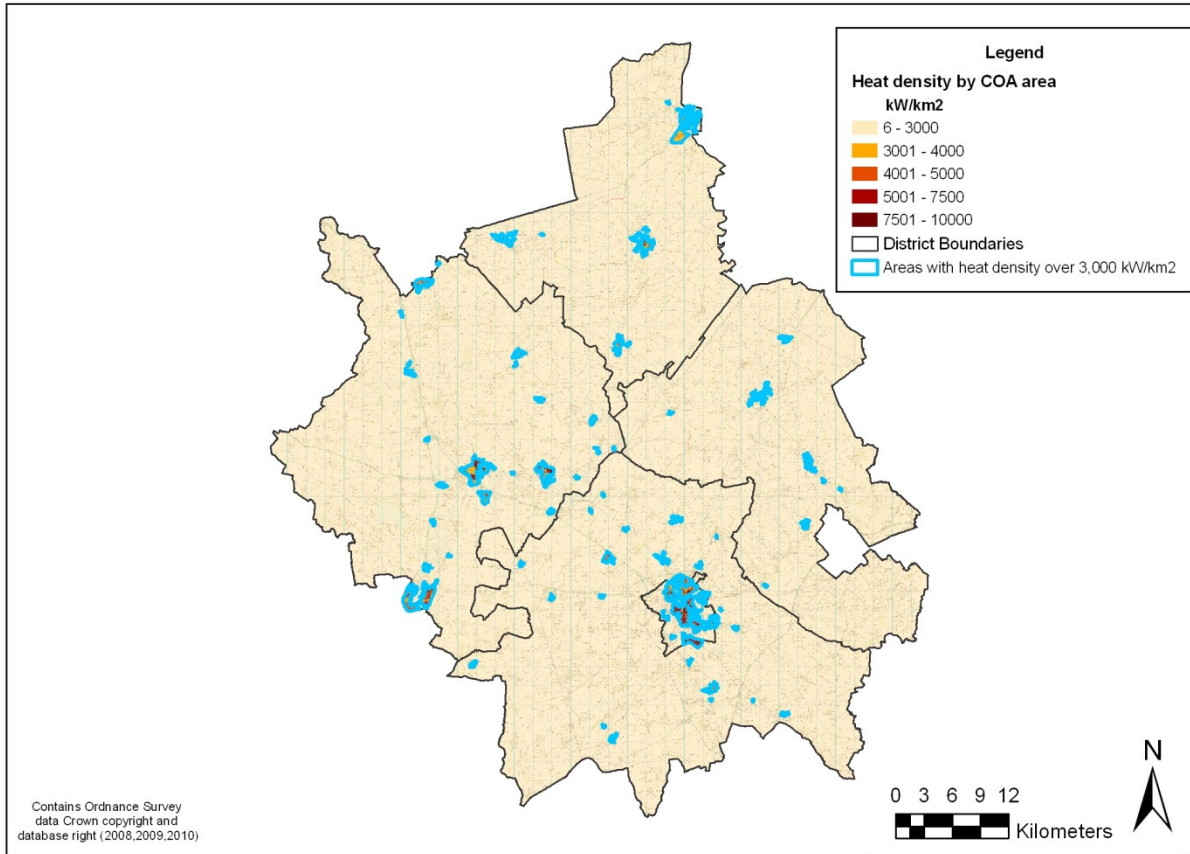 Legend
Heat density by COA area
kW/km2
6 - 3000
3001 - 4000
4001 - 5000
5001 - 7500
7501 - 10000
District Boundaries
Areas with heat density over 3,000 kW/km2
N
0 3 6 9 12
Kilometers
Contains Ordnance Survey
data Crown copyright and
database right (2008,2009,2010)